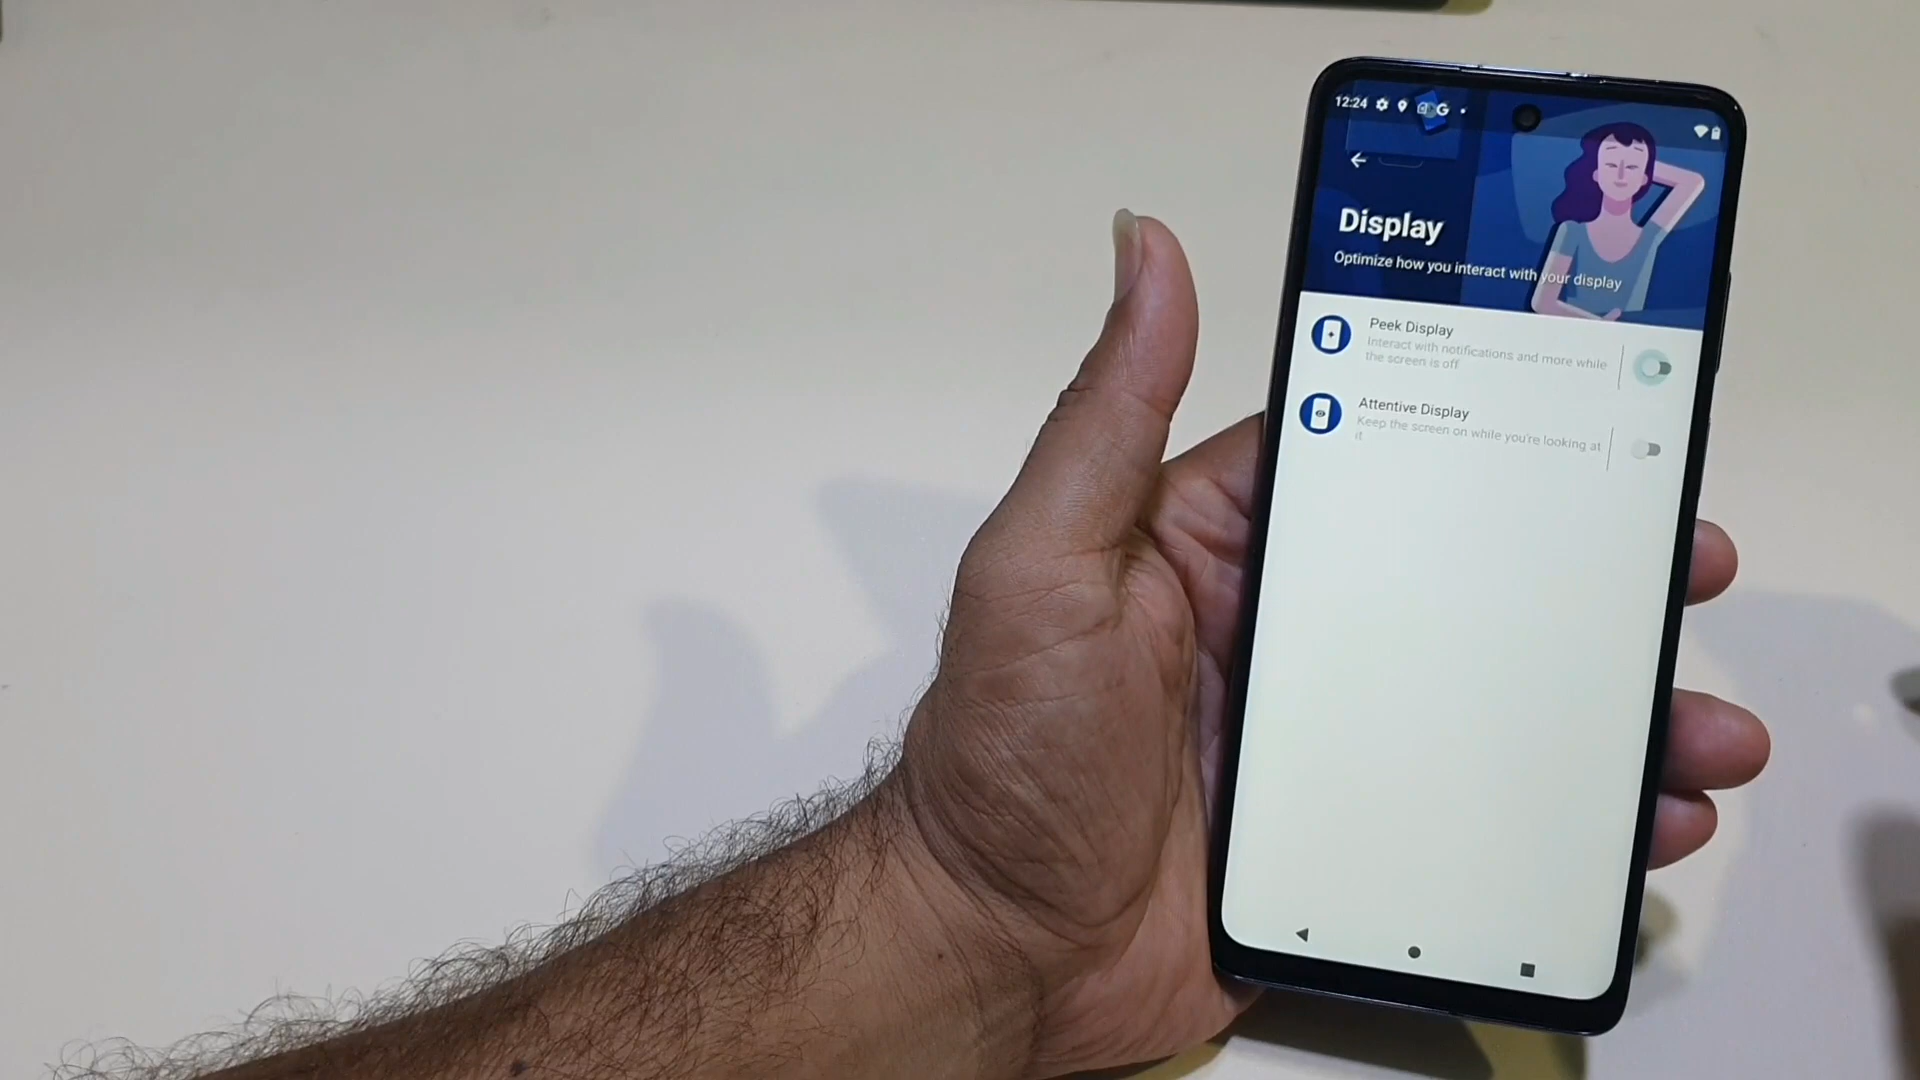 12:24
G
Display
Optimize how you interact with your display
Peek Display
Interact with notifications and more while
the screen is off
Attentive Display
Keep the screen on while you're looking at
it